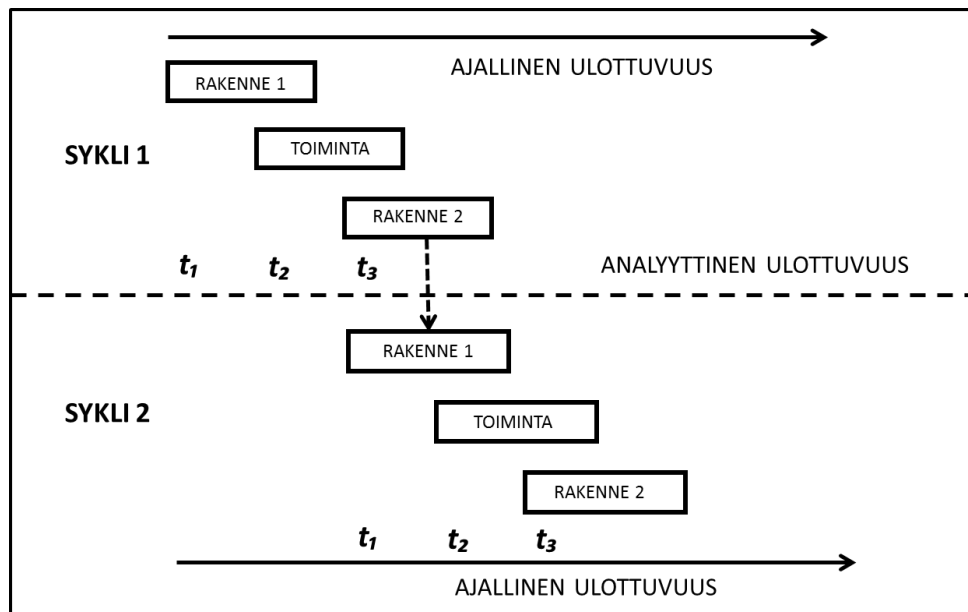 AJALLINEN ULOTTUVUUS
RAKENNE 1
SYKLI 1
TOIMINTA
RAKENNE 2
t₁ t₂ t₃
ANALYYTTINEN ULOTTUVUUS
RAKENNE 1
SYKLI 2
TOIMINTA
RAKENNE 2
t₁ t₂ t₃
AJALLINEN ULOTTUVUUS